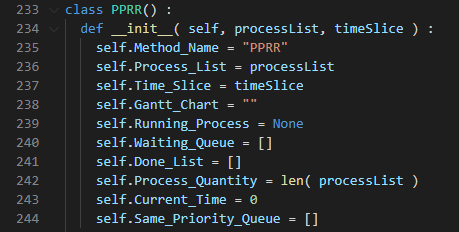 233 class PPRR() :
234 def __init__( self, processList, timeSlice ) :
235 self.Method_Name = "PPRR"
236 self.Process_List = processList
237 self.Time_Slice = timeSlice
238 self.Gantt_Chart = ""
239 self.Running_Process = None
240 self.Waiting_Queue = []
241 self.Done_List = []
242 self.Process_Quantity = len( processList )
243 self.Current_Time = 0
244 self.Same_Priority_Queue = []